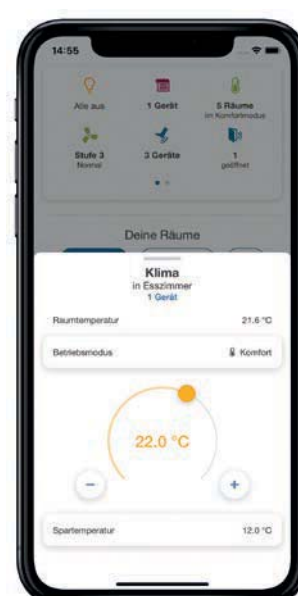 14:55
Alle aus
1 Gerät
5 Räume
im Komfortmodus
Stufe 3
Normal
3 Geräte
1
geöffnet
Deine Räume
Klima
in Esszimmer
1 Gerät
Raumtemperatur 21.6 °C
Betriebsmodus Komfort
22.0 °C
− +
Spartemperatur 12.0 °C